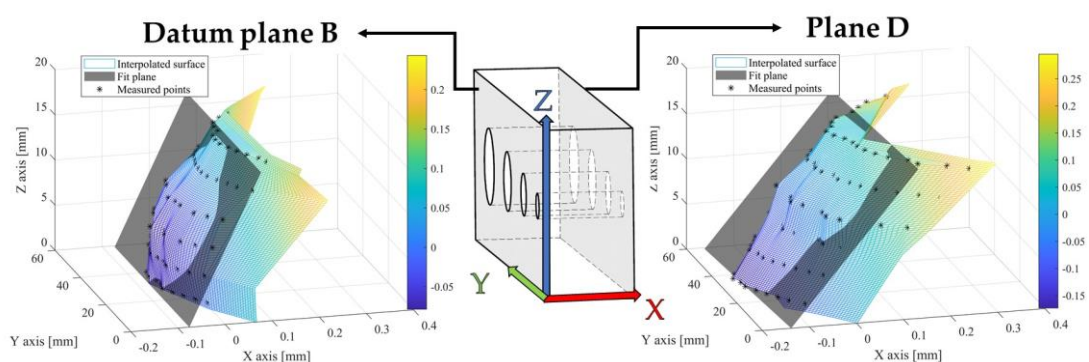 Datum plane B
Plane D
Interpolated surface
Fit plane
Measured points
20
15
10
5
0
Z axis [mm]
60
40
20
0
Y axis [mm]
-0.2
-0.1
0
0.1
0.2
0.3
0.4
X axis [mm]
0.2
0.15
0.1
0.05
0
-0.05
Z
Y
X
Interpolated surface
Fit plane
Measured points
20
15
10
5
0
Z axis [mm]
60
40
20
0
Y axis [mm]
-0.2
-0.1
0
0.1
0.2
0.3
0.4
X axis [mm]
0.25
0.20
0.15
0.10
0.05
0
-0.05
-0.10
-0.15